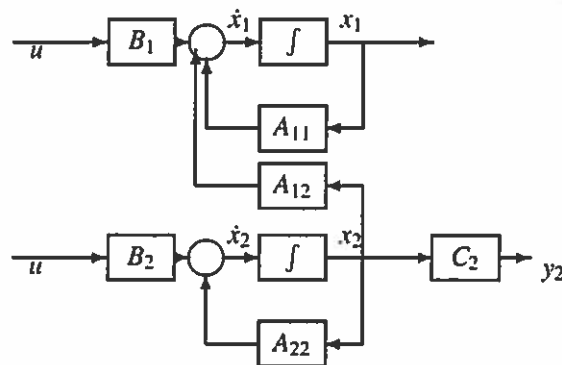 ẋ₁ x₁
u B₁ ∫
A₁₁
A₁₂
ẋ₂ x₂
u B₂ ∫ C₂ y₂
A₂₂